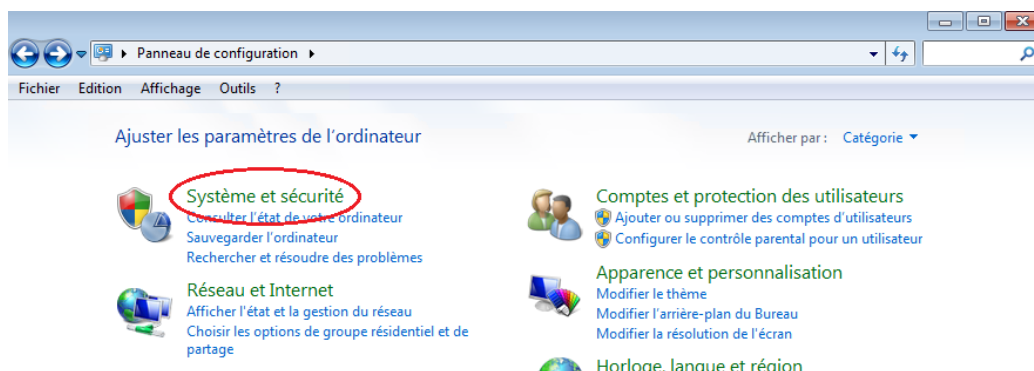 Panneau de configuration
Fichier Edition Affichage Outils ?
Ajuster les paramètres de l'ordinateur
Afficher par : Catégorie
Système et sécurité
Consulter l'état de votre ordinateur
Sauvegarder l'ordinateur
Rechercher et résoudre des problèmes
Réseau et Internet
Afficher l'état et la gestion du réseau
Choisir les options de groupe résidentiel et de
partage
Comptes et protection des utilisateurs
Ajouter ou supprimer des comptes d'utilisateurs
Configurer le contrôle parental pour un utilisateur
Apparence et personnalisation
Modifier le thème
Modifier l'arrière-plan du Bureau
Modifier la résolution de l'écran
Horloge, langue et région